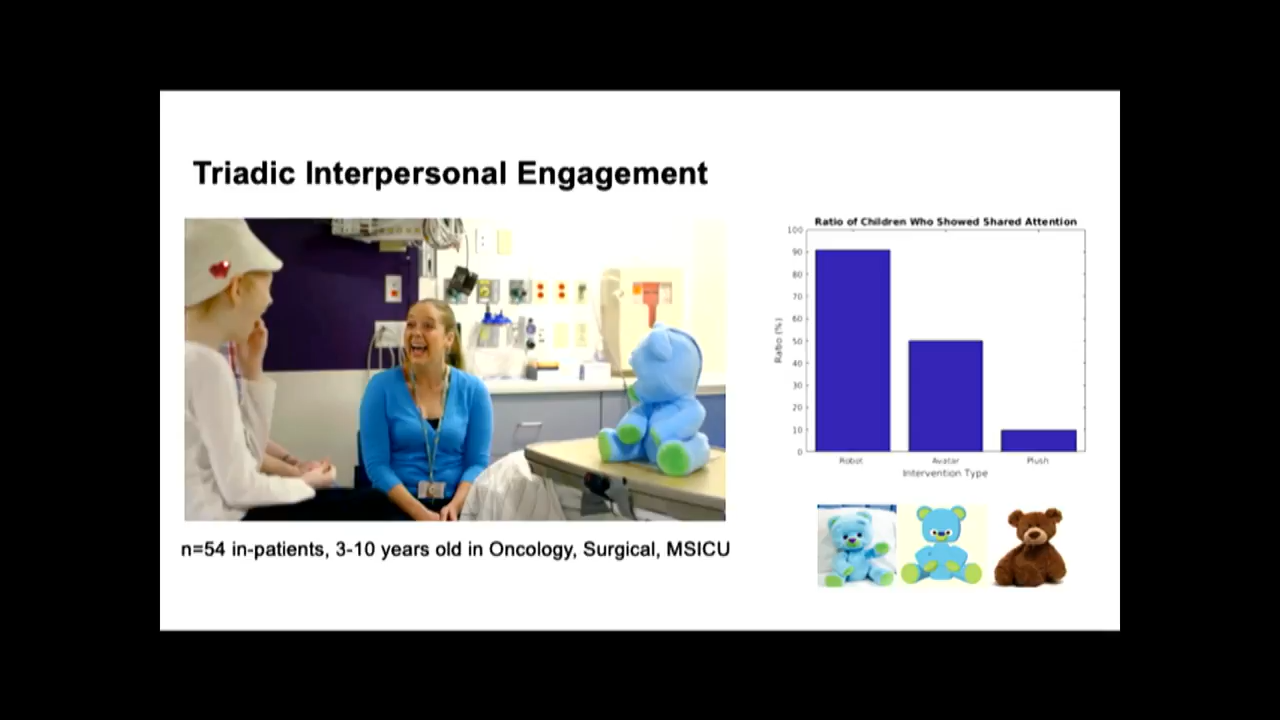 Triadic Interpersonal Engagement
n=54 in-patients, 3-10 years old in Oncology, Surgical, MSICU
Ratio of Children Who Showed Shared Attention
100
90
80
70
60
50
40
30
20
10
0
Ratio (%)
Robot Avatar Plush
Intervention Type